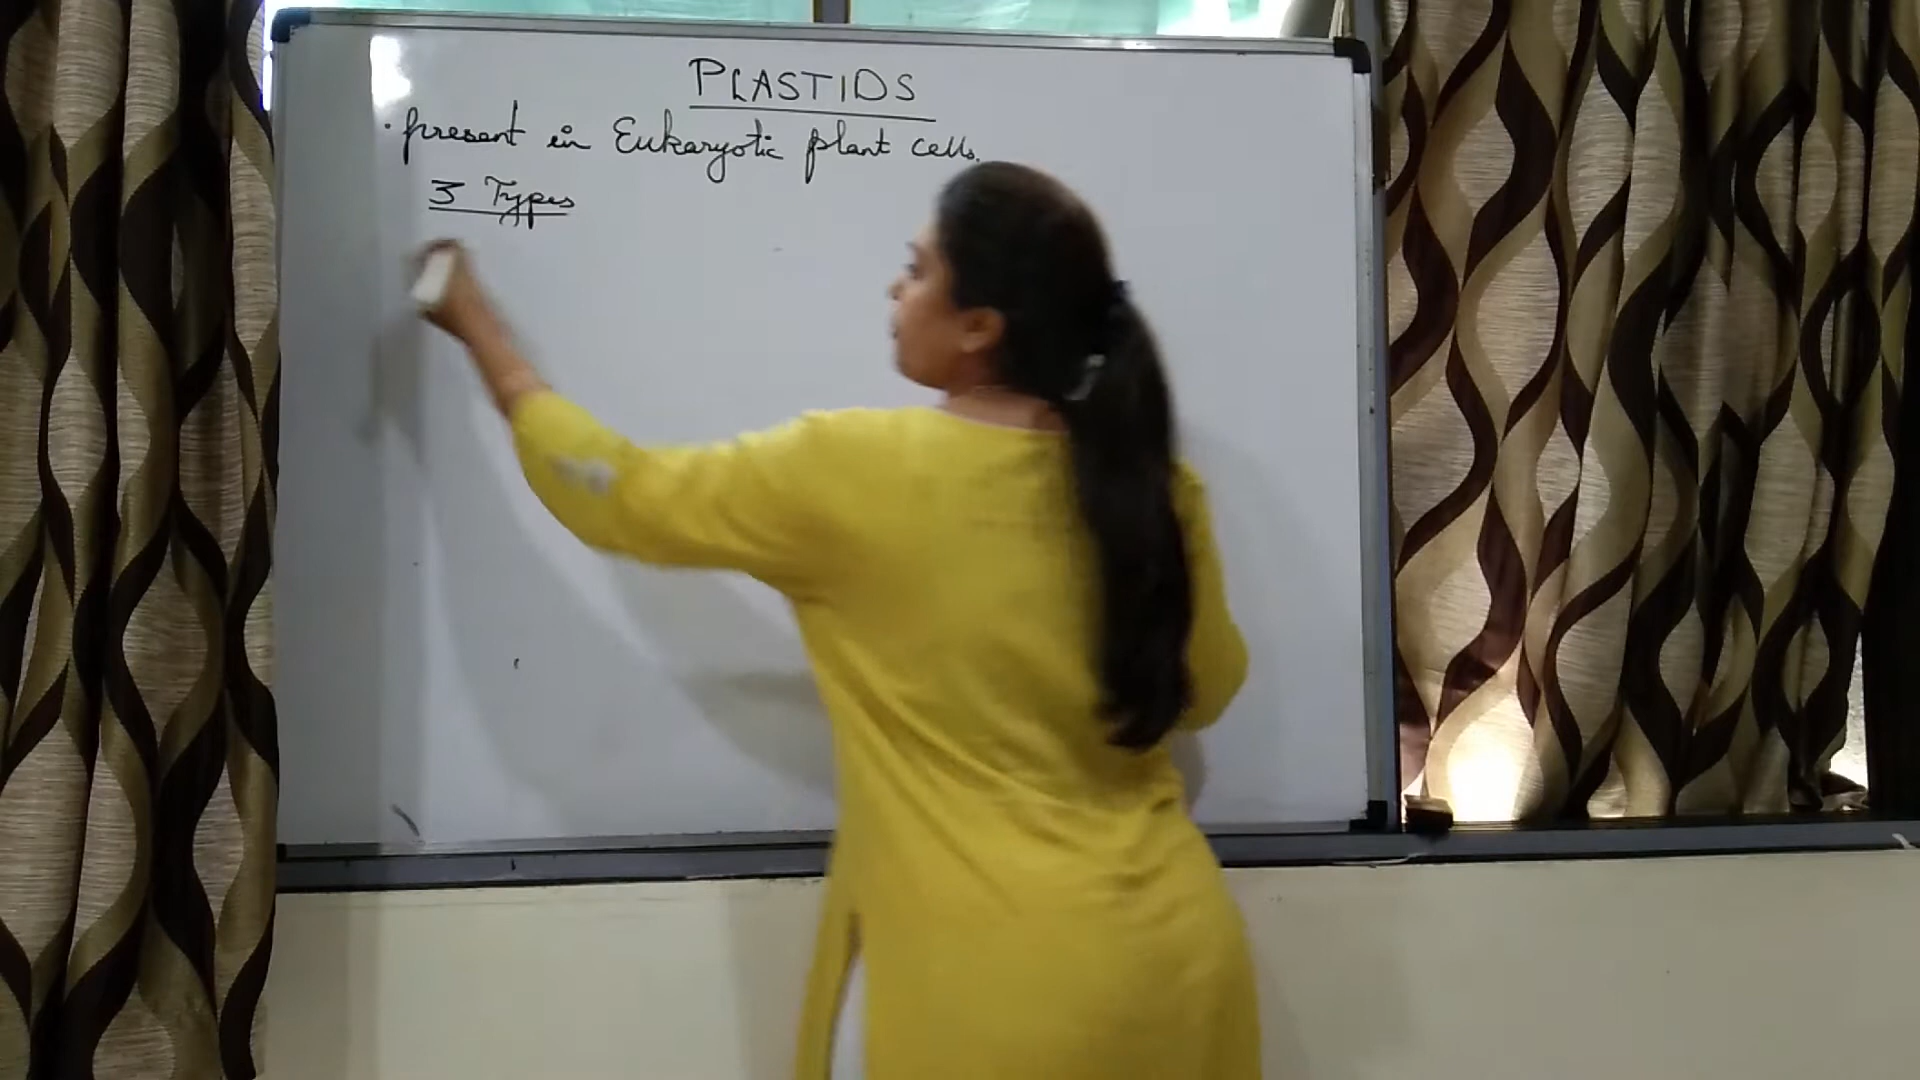 PLASTIDS
· present in Eukaryotic plant cells.
3 Types